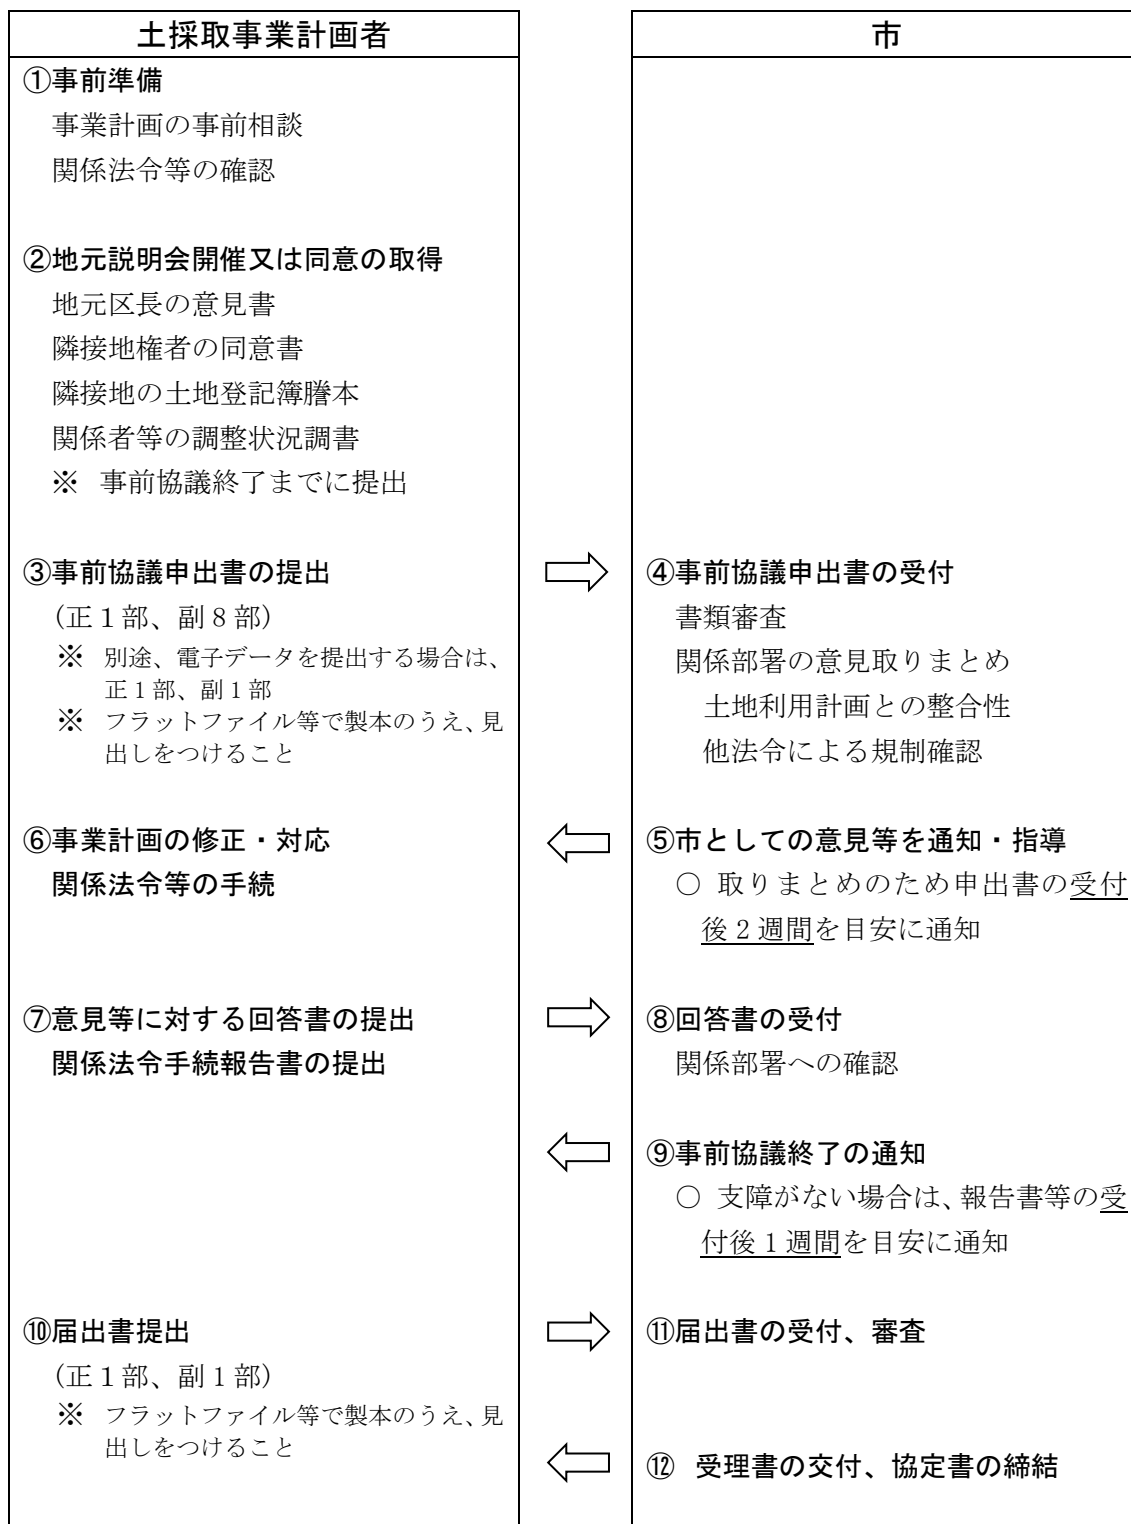 土採取事業計画者
市
①事前準備
事業計画の事前相談
関係法令等の確認
②地元説明会開催又は同意の取得
地元区長の意見書
隣接地権者の同意書
隣接地の土地登記簿謄本
関係者等の調整状況調書
※ 事前協議終了までに提出
③事前協議申出書の提出
(正1部、副8部)
※ 別途、電子データを提出する場合は、
正1部、副1部
※ フラットファイル等で製本のうえ、見
出しをつけること
④事前協議申出書の受付
書類審査
関係部署の意見取りまとめ
土地利用計画との整合性
他法令による規制確認
⑤市としての意見等を通知・指導
○ 取りまとめのため申出書の受付
後2週間を目安に通知
⑥事業計画の修正・対応
関係法令等の手続
⑦意見等に対する回答書の提出
関係法令手続報告書の提出
⑧回答書の受付
関係部署への確認
⑨事前協議終了の通知
○ 支障がない場合は、報告書等の受
付後1週間を目安に通知
⑩届出書提出
(正1部、副1部)
※ フラットファイル等で製本のうえ、見
出しをつけること
⑪届出書の受付、審査
⑫ 受理書の交付、協定書の締結